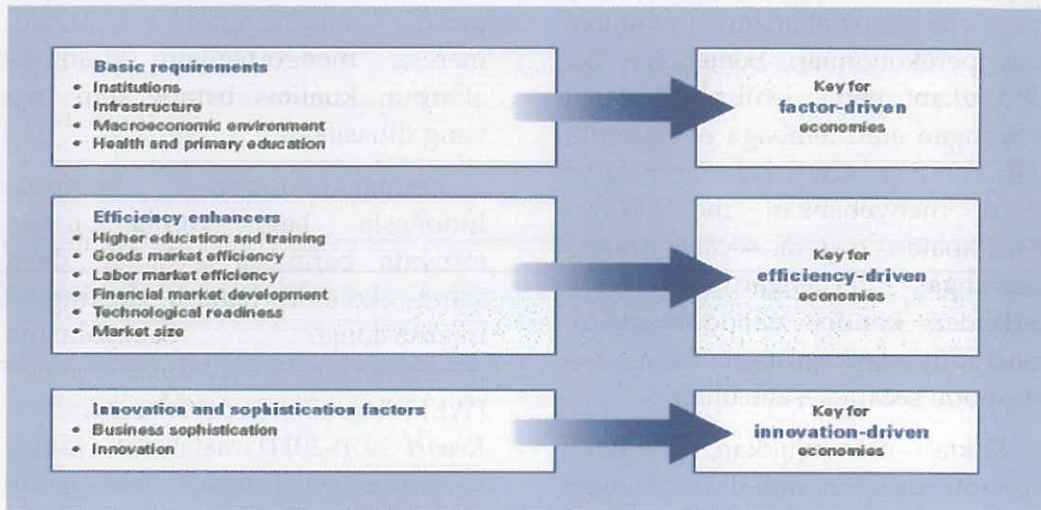 Basic requirements
• Institutions
• Infrastructure
• Macroeconomic environment
• Health and primary education
Key for
factor-driven
economies
Efficiency enhancers
• Higher education and training
• Goods market efficiency
• Labor market efficiency
• Financial market development
• Technological readiness
• Market size
Key for
efficiency-driven
economies
Innovation and sophistication factors
• Business sophistication
• Innovation
Key for
innovation-driven
economies